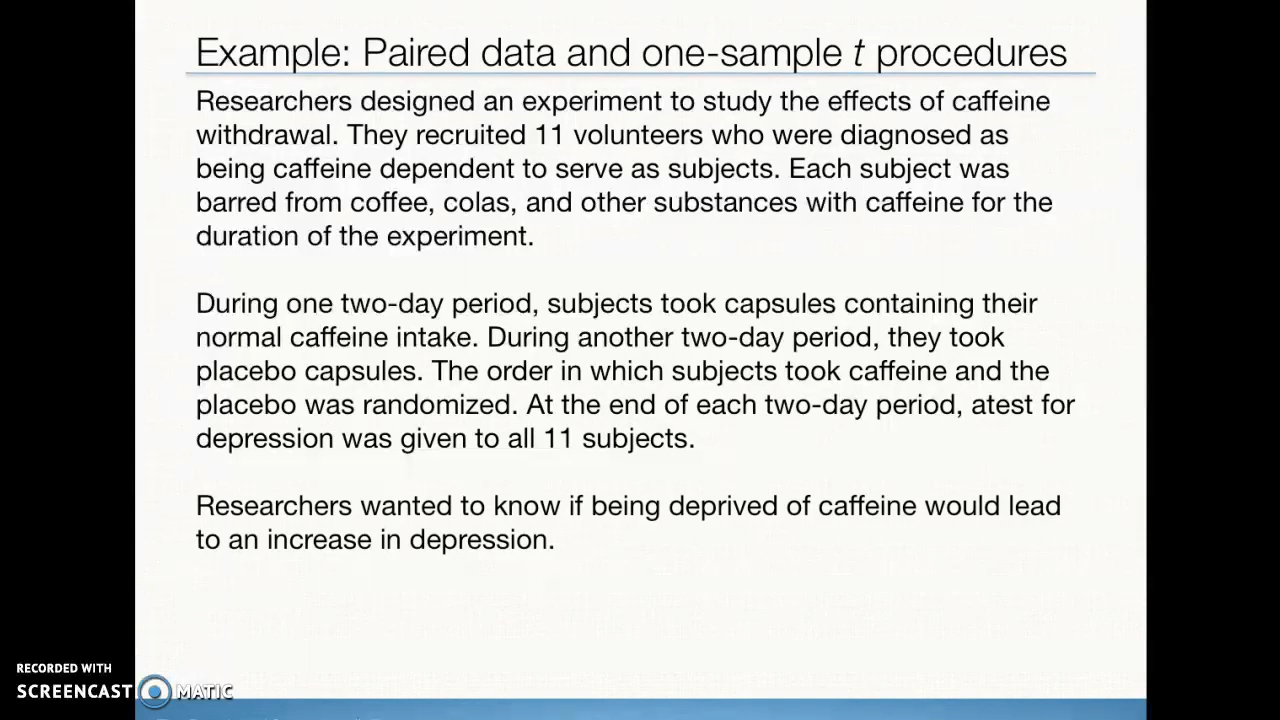 Example: Paired data and one-sample t procedures
Researchers designed an experiment to study the effects of caffeine
withdrawal. They recruited 11 volunteers who were diagnosed as
being caffeine dependent to serve as subjects. Each subject was
barred from coffee, colas, and other substances with caffeine for the
duration of the experiment.
During one two-day period, subjects took capsules containing their
normal caffeine intake. During another two-day period, they took
placebo capsules. The order in which subjects took caffeine and the
placebo was randomized. At the end of each two-day period, atest for
depression was given to all 11 subjects.
Researchers wanted to know if being deprived of caffeine would lead
to an increase in depression.
RECORDED WITH
SCREENCAST MATIC